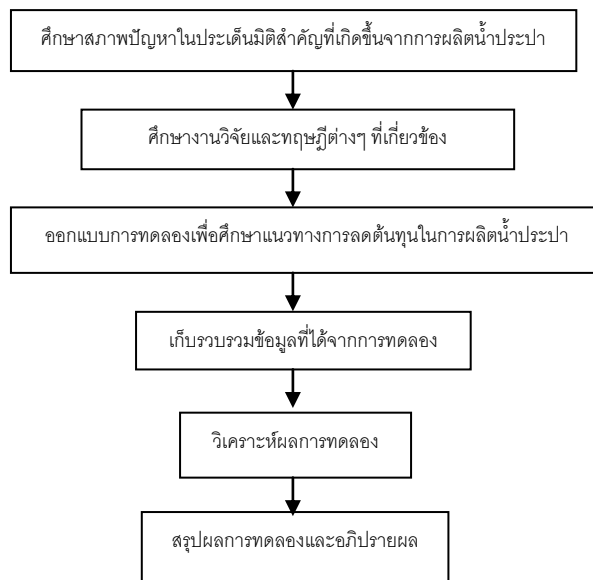 ศึกษาสภาพปัญหาในประเด็นมิติสำคัญที่เกิดขึ้นจากการผลิตน้ำประปา
ศึกษางานวิจัยและทฤษฎีต่างๆ ที่เกี่ยวข้อง
ออกแบบการทดลองเพื่อศึกษาแนวทางการลดต้นทุนในการผลิตน้ำประปา
เก็บรวบรวมข้อมูลที่ได้จากการทดลอง
วิเคราะห์ผลการทดลอง
สรุปผลการทดลองและอภิปรายผล